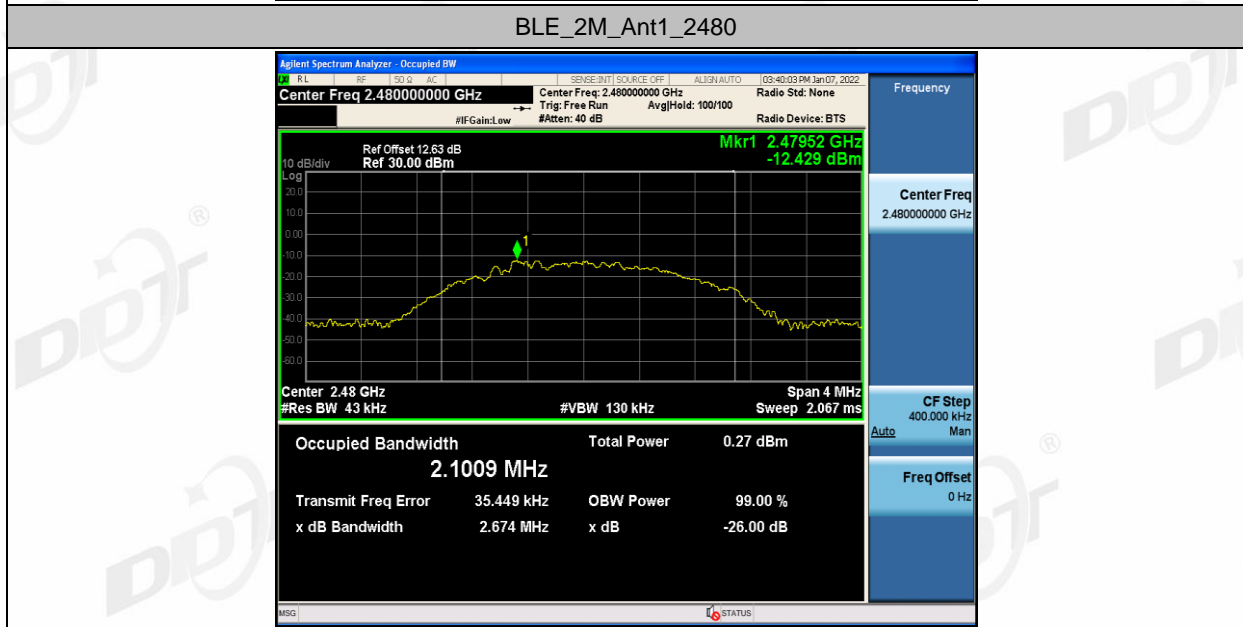 BLE_2M_Ant1_2480
Agilent Spectrum Analyzer - Occupied BW
LXI RL RF 50 Ω AC SENSE:INT SOURCE OFF ALIGN AUTO 03:40:03 PM Jan 07, 2022
Center Freq 2.480000000 GHz Center Freq: 2.480000000 GHz Radio Std: None
Trig: Free Run Avg|Hold: 100/100
#IFGain:Low #Atten: 40 dB Radio Device: BTS
Frequency
Ref Offset 12.63 dB Mkr1 2.47952 GHz
10 dB/div Ref 30.00 dBm -12.429 dBm
Log
20.0
10.0
0.00
-10.0
-20.0
-30.0
-40.0
-50.0
-60.0
1
Center 2.48 GHz Span 4 MHz
#Res BW 43 kHz #VBW 130 kHz Sweep 2.067 ms
Center Freq
2.480000000 GHz
CF Step
400.000 kHz
Auto Man
Freq Offset
0 Hz
Occupied Bandwidth Total Power 0.27 dBm
2.1009 MHz
Transmit Freq Error 35.449 kHz OBW Power 99.00 %
x dB Bandwidth 2.674 MHz x dB -26.00 dB
MSG STATUS
DDT
®